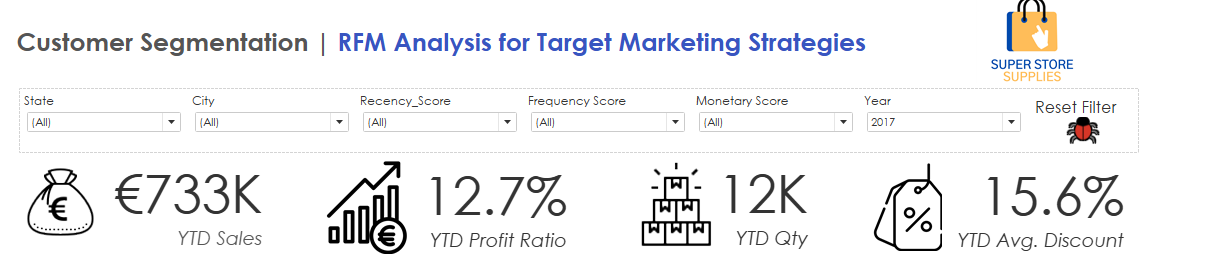 Customer Segmentation | RFM Analysis for Target Marketing Strategies
SUPER STORE
SUPPLIES
State
City
Recency_Score
Frequency Score
Monetary Score
Year
Reset Filter
(All)
(All)
(All)
(All)
(All)
2017
€
€733K
YTD Sales
€
12.7%
YTD Profit Ratio
12K
YTD Qty
%
15.6%
YTD Avg. Discount